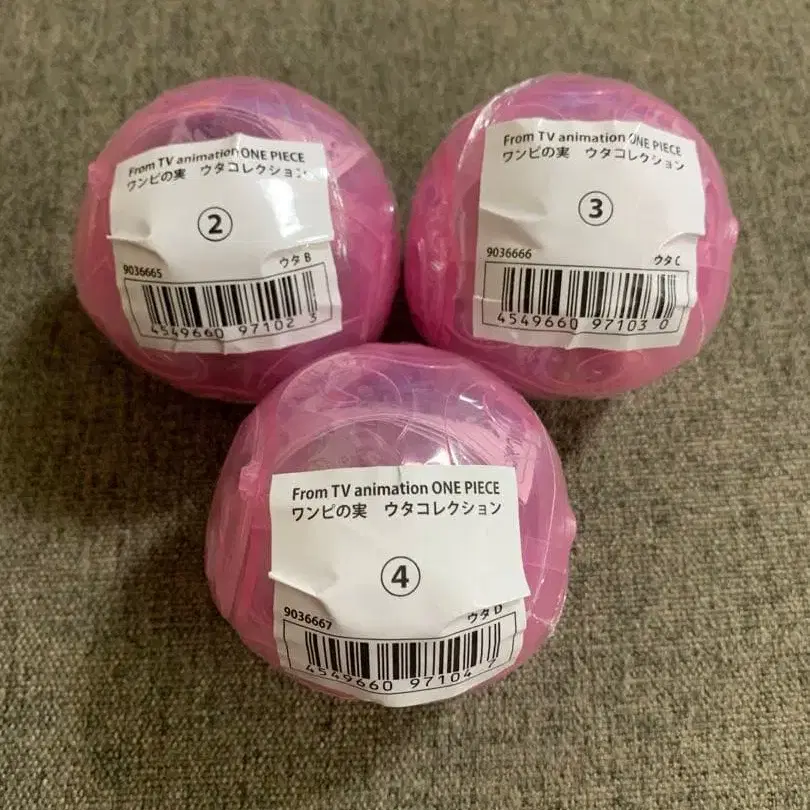 From TV animation ONE PIECE
ワンピの実 ウタコレクション
②
9036665 ウタ B
4549660 97102 3
From TV animation ONE PIECE
ワンピの実 ウタコレクション
③
9036666 ウタ C
4549660 97103 0
From TV animation ONE PIECE
ワンピの実 ウタコレクション
④
9036667 ウタ D
4549660 97104 7